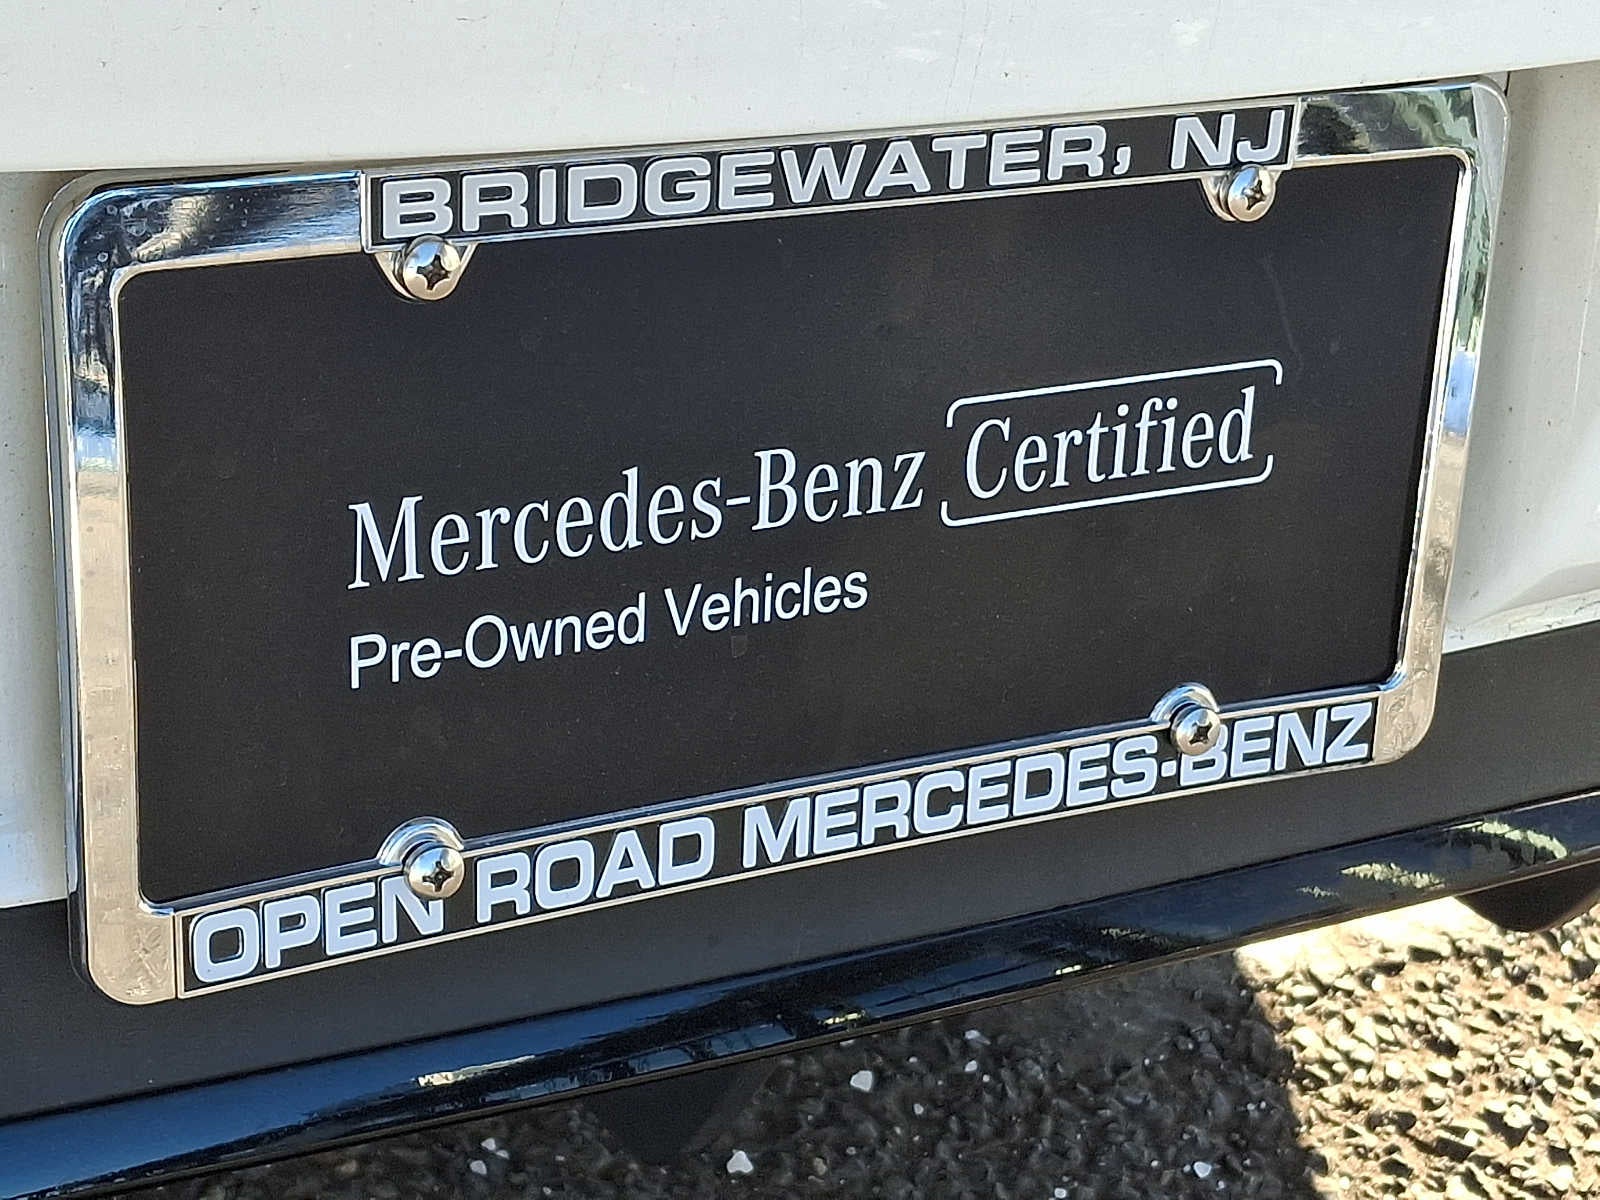 BRIDGEWATER, NJ
Mercedes-Benz Certified
Pre-Owned Vehicles
OPEN ROAD MERCEDES-BENZ